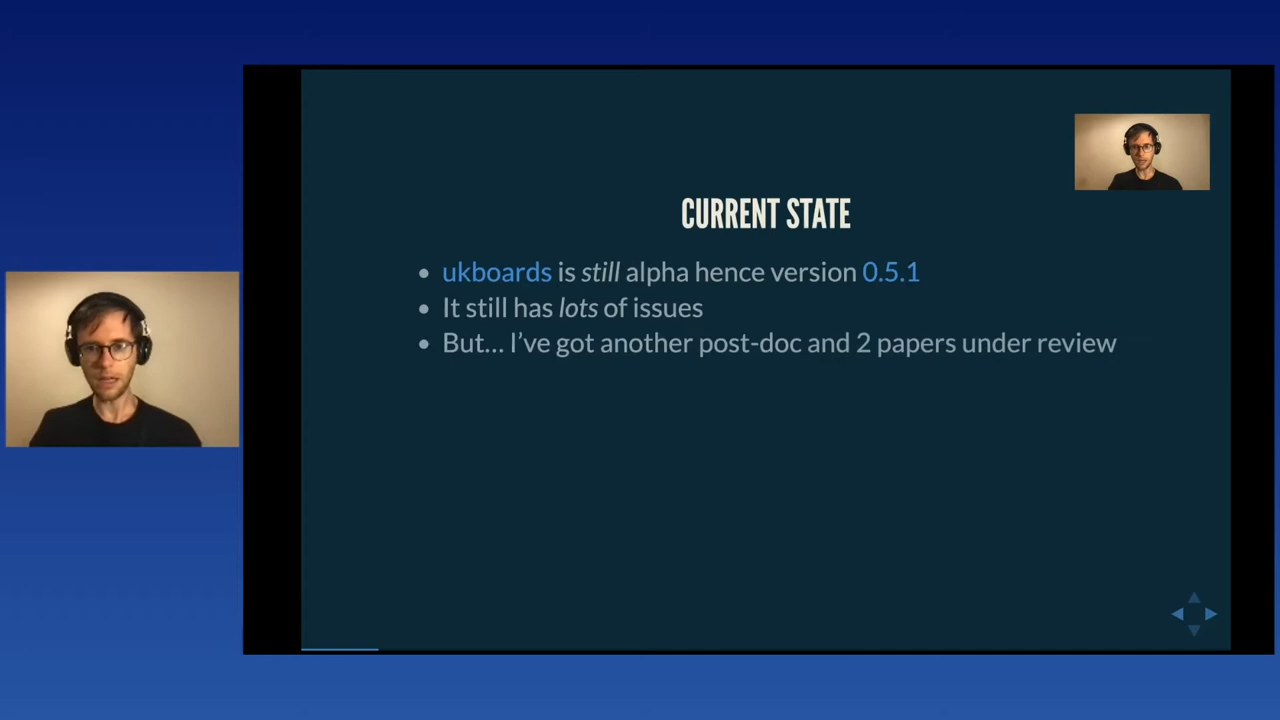 CURRENT STATE
ukboards is still alpha hence version 0.5.1
It still has lots of issues
But... I've got another post-doc and 2 papers under review